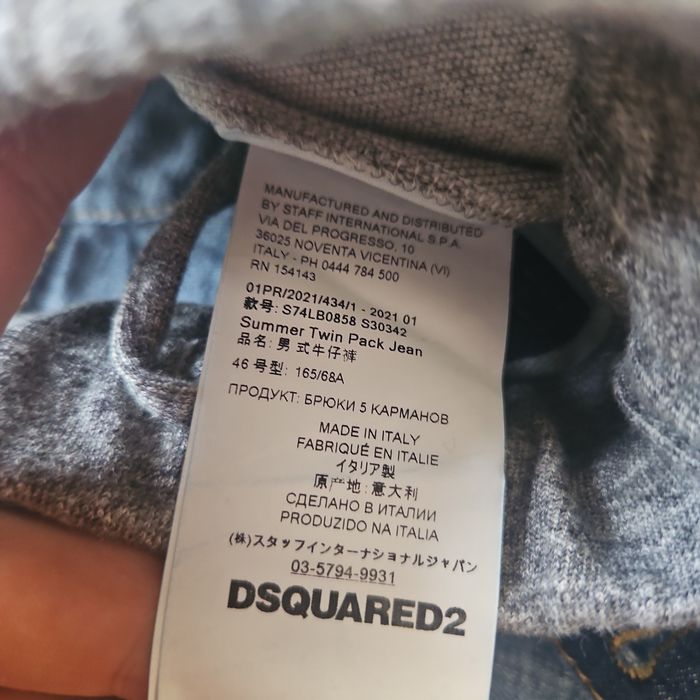 MANUFACTURED AND DISTRIBUTED
BY STAFF INTERNATIONAL S.P.A.
VIA DEL PROGRESSO, 10
36025 NOVENTA VICENTINA (VI)
ITALY - PH 0444 784 500
RN 154143
01PR/2021/434/1 - 2021 01
款号: S74LB0858 S30342
Summer Twin Pack Jean
品名: 男 式牛仔裤
46 号型: 165/68A
ПРОДУКТ: БРЮКИ 5 КАРМАНОВ
MADE IN ITALY
FABRIQUÉ EN ITALIE
イタリア製
原产地: 意大利
СДЕЛАНО В ИТАЛИИ
PRODUZIDO NA ITALIA
(株)スタッフインターナショナルジャパン
03-5794-9931
DSQUARED2